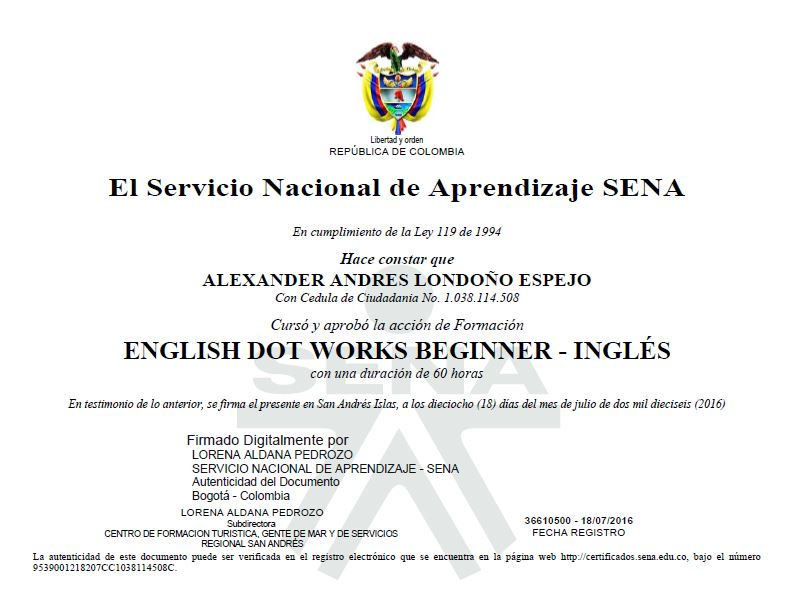 Libertad y orden
REPÚBLICA DE COLOMBIA
El Servicio Nacional de Aprendizaje SENA
En cumplimiento de la Ley 119 de 1994
Hace constar que
ALEXANDER ANDRES LONDOÑO ESPEJO
Con Cedula de Ciudadania No. 1.038.114.508
Cursó y aprobó la acción de Formación
ENGLISH DOT WORKS BEGINNER - INGLÉS
con una duración de 60 horas
SENA
En testimonio de lo anterior, se firma el presente en San Andrés Islas, a los dieciocho (18) días del mes de julio de dos mil dieciseis (2016)
Firmado Digitalmente por
LORENA ALDANA PEDROZO
SERVICIO NACIONAL DE APRENDIZAJE - SENA
Autenticidad del Documento
Bogotá - Colombia
LORENA ALDANA PEDROZO
Subdirectora
CENTRO DE FORMACION TURISTICA, GENTE DE MAR Y DE SERVICIOS
REGIONAL SAN ANDRÉS
36610500 - 18/07/2016
FECHA REGISTRO
La autenticidad de este documento puede ser verificada en el registro electrónico que se encuentra en la página web http://certificados.sena.edu.co, bajo el número
9539001218207CC1038114508C.